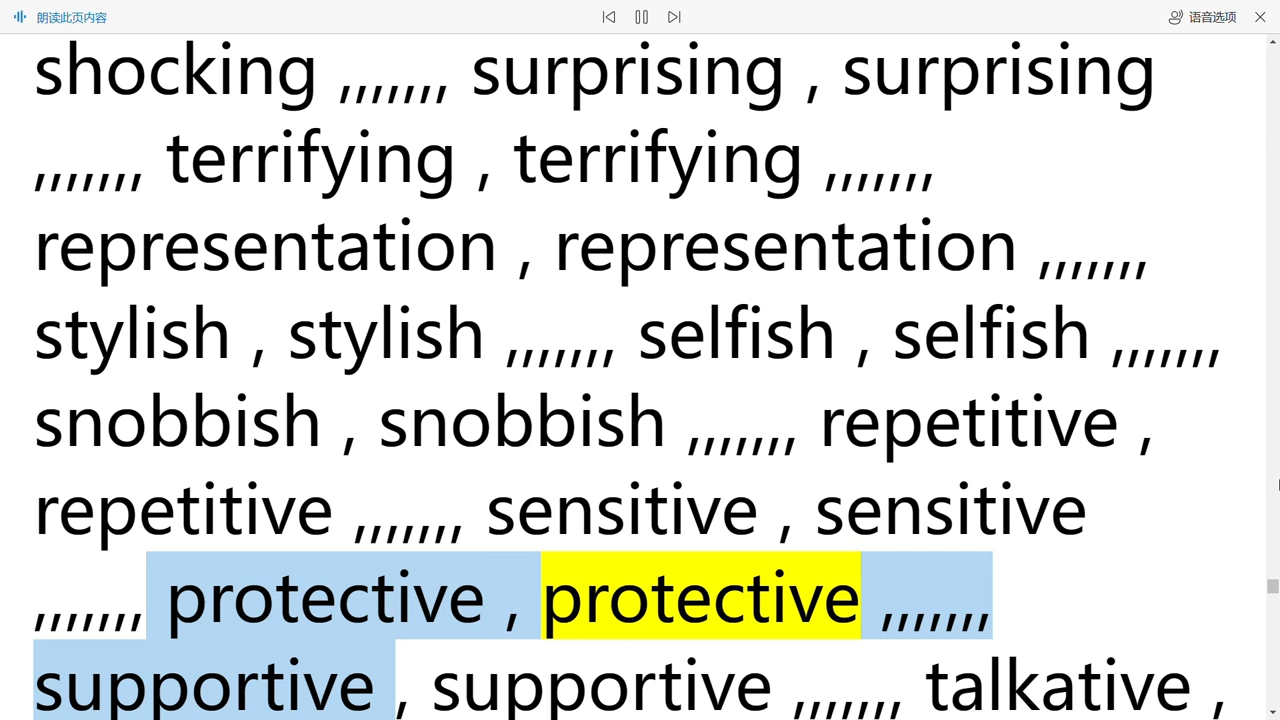 朗读此页内容
语音选项
shocking ,,,,,,, surprising , surprising
,,,,,,, terrifying , terrifying ,,,,,,,
representation , representation ,,,,,,,
stylish , stylish ,,,,,,, selfish , selfish ,,,,,,,
snobbish , snobbish ,,,,,,, repetitive ,
repetitive ,,,,,,, sensitive , sensitive
,,,,,,, protective , protective ,,,,,,,
supportive , supportive ,,,,,,, talkative ,